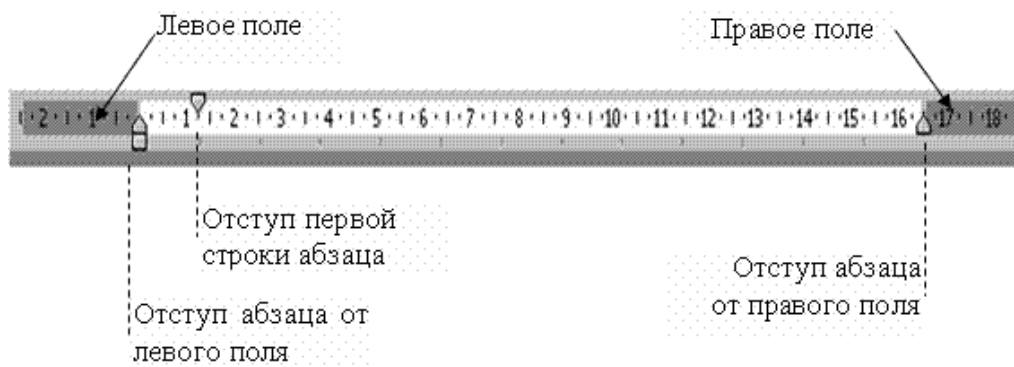 Левое поле
Правое поле
2 1 1 2 3 4 5 6 7 8 9 10 11 12 13 14 15 16 17 18
Отступ первой
строки абзаца
Отступ абзаца
от правого поля
Отступ абзаца от
левого поля